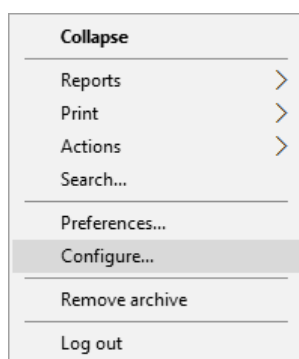 Collapse
Reports
Print
Actions
Search...
Preferences...
Configure...
Remove archive
Log out